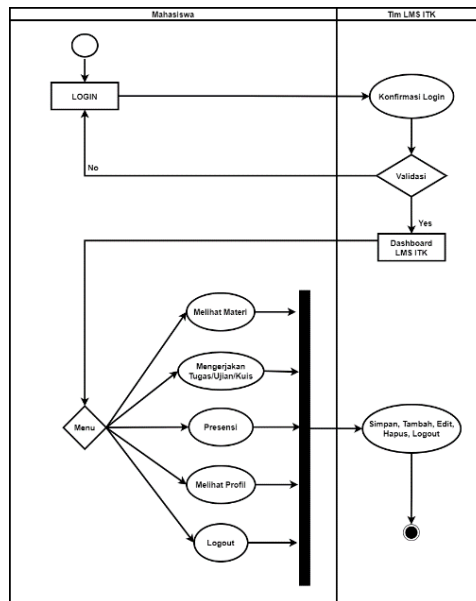 Mahasiswa
Tim LMS ITK
LOGIN
Konfirmasi Login
No
Validasi
Yes
Dashboard
LMS ITK
Melihat Materi
Mengerjakan
Tugas/Ujian/Kuis
Menu
Presensi
Simpan, Tambah, Edit,
Hapus, Logout
Melihat Profil
Logout